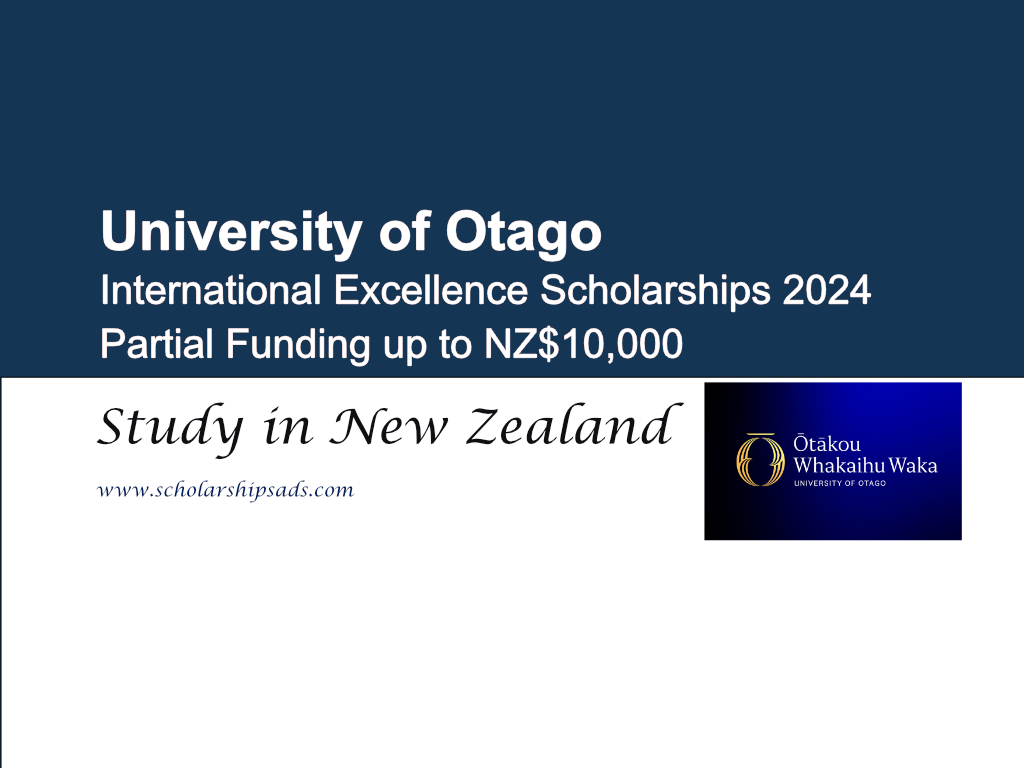 University of Otago
International Excellence Scholarships 2024
Partial Funding up to NZ$10,000
Study in New Zealand
www.scholarshipsads.com
Ōtākou
Whakaihu Waka
UNIVERSITY OF OTAGO